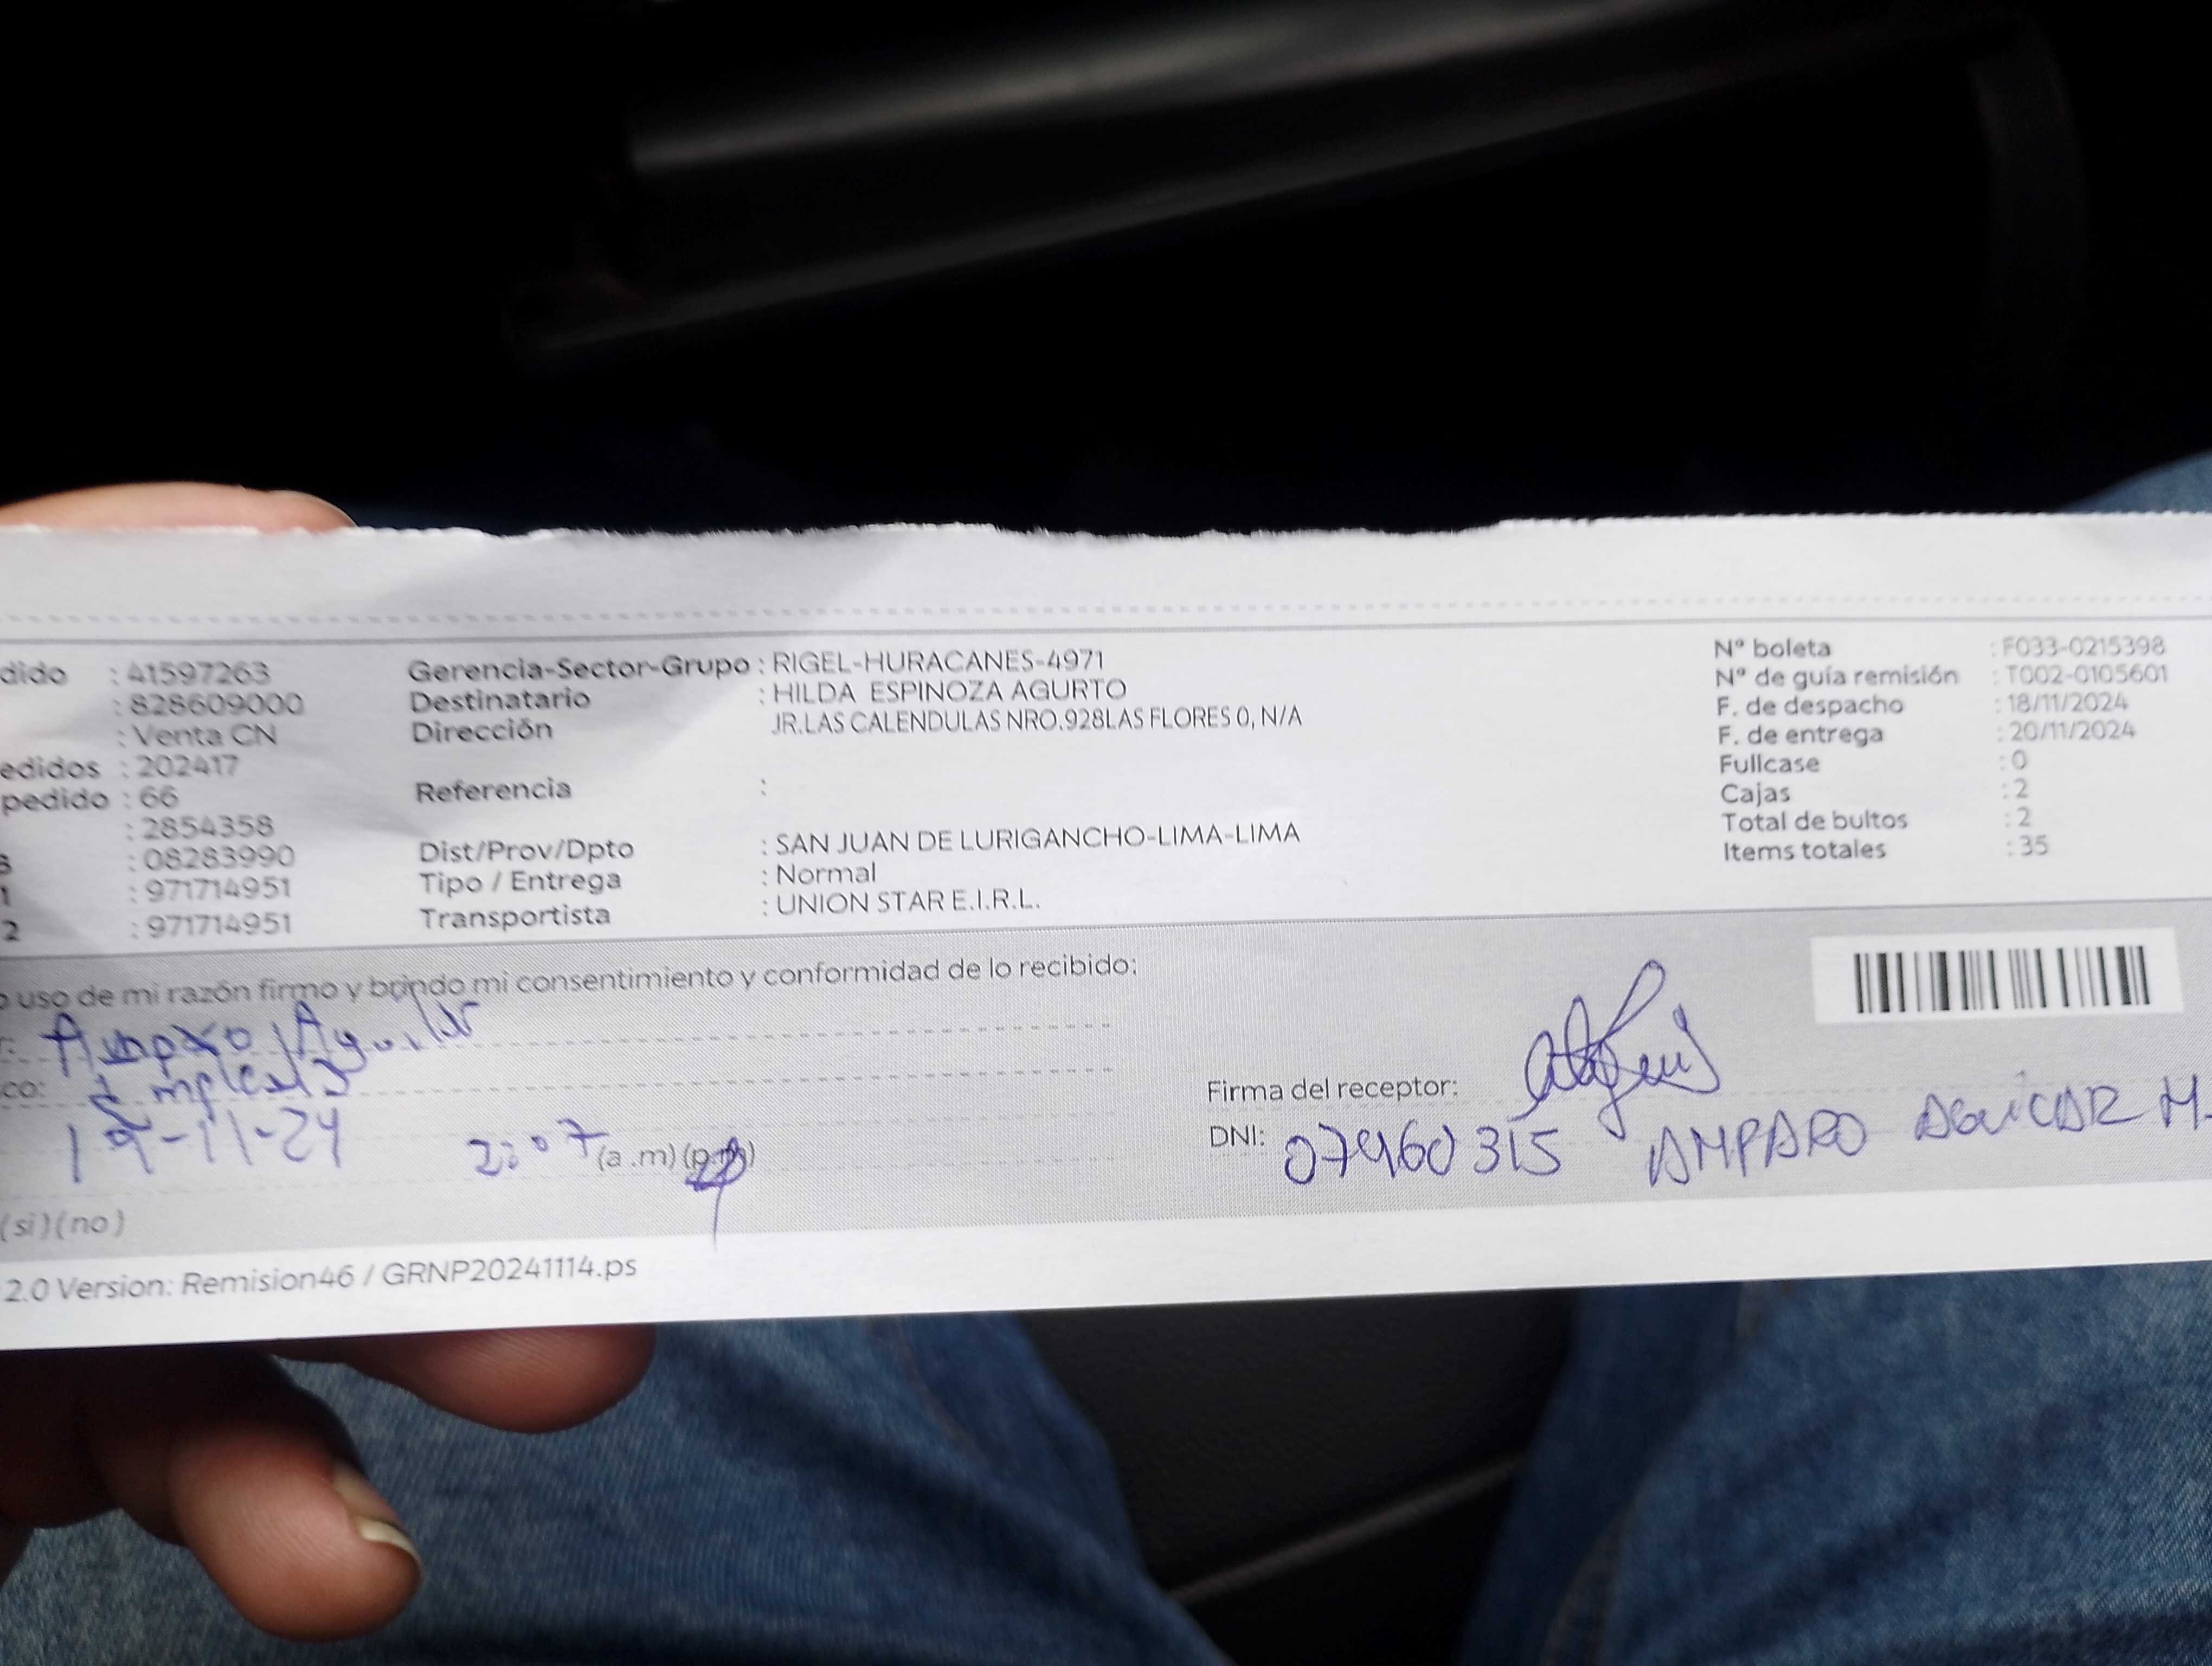 dido : 41597263
: 828609000
: Venta CN
edidos : 202417
pedido : 66
: 2854358
: 08283990
1 : 971714951
2 : 971714951
Gerencia-Sector-Grupo : RIGEL-HURACANES-4971
Destinatario : HILDA ESPINOZA AGURTO
Dirección JR.LAS CALENDULAS NRO.928LAS FLORES 0, N/A
Referencia :
Dist/Prov/Dpto : SAN JUAN DE LURIGANCHO-LIMA-LIMA
Tipo / Entrega : Normal
Transportista : UNION STAR E.I.R.L.
Nº boleta : F033-0215398
Nº de guía remisión : T002-0105601
F. de despacho : 18/11/2024
F. de entrega : 20/11/2024
Fullcase : 0
Cajas : 2
Total de bultos : 2
Items totales : 35
o uso de mi razón firmo y brindo mi consentimiento y conformidad de lo recibido:
Amparo Aguilar
co:
19-11-24 2:07 (a.m) (p.m)
Firma del receptor:
DNI: 07460315 AMPARO AGUILAR M.
(si) (no)
2.0 Version: Remision46 / GRNP20241114.ps